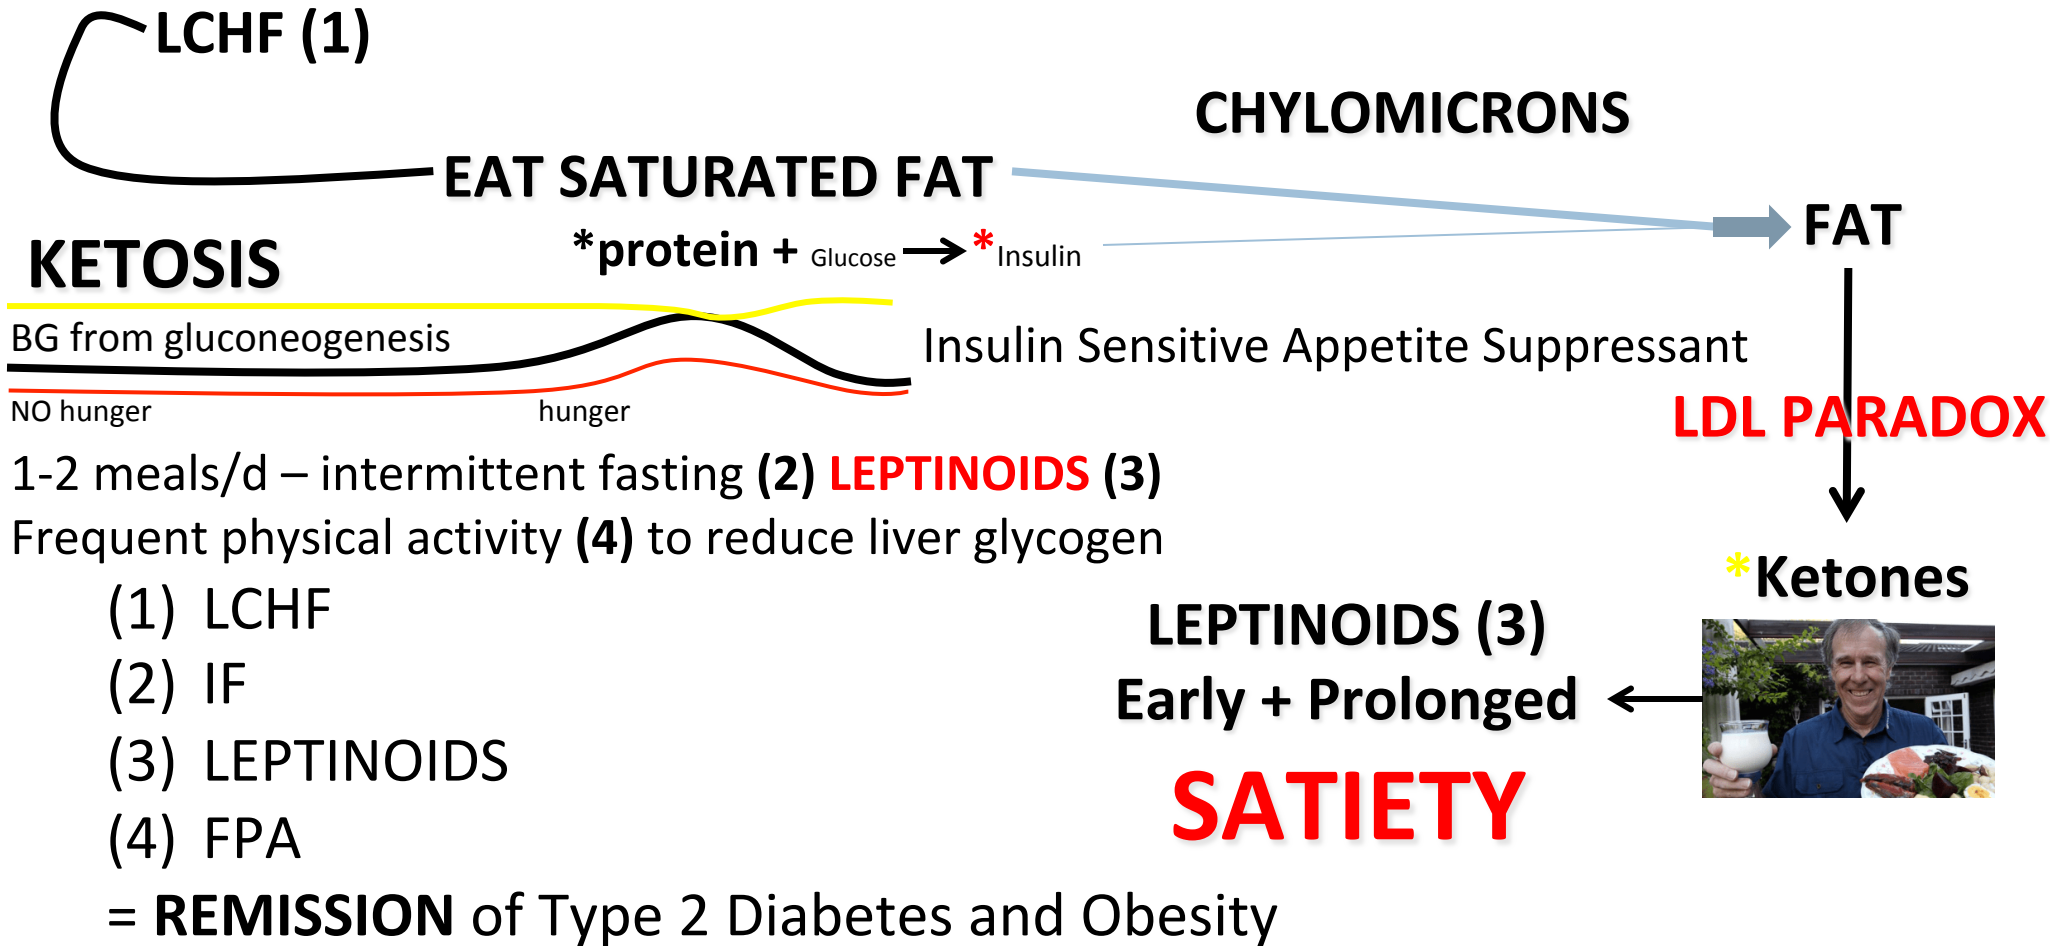 LCHF (1)
CHYLOMICRONS
EAT SATURATED FAT
FAT
*protein + Glucose *Insulin
KETOSIS
BG from gluconeogenesis
Insulin Sensitive Appetite Suppressant
NO hunger hunger
LDL PARADOX
1-2 meals/d – intermittent fasting (2) LEPTINOIDS (3)
Frequent physical activity (4) to reduce liver glycogen
*Ketones
(1) LCHF
(2) IF
(3) LEPTINOIDS
(4) FPA
= REMISSION of Type 2 Diabetes and Obesity
LEPTINOIDS (3)
Early + Prolonged
SATIETY